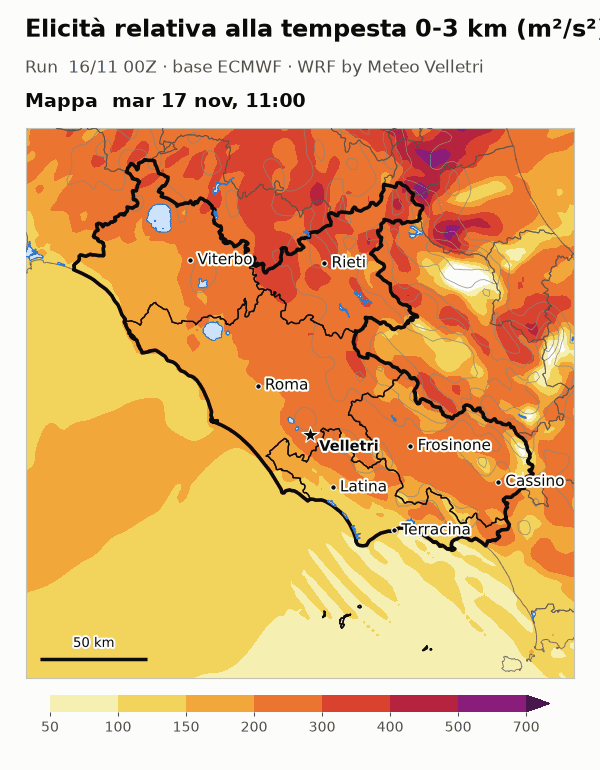 Elicità relativa alla tempesta 0-3 km (m²/s²)
Run 16/11 00Z · base ECMWF · WRF by Meteo Velletri
Mappa mar 17 nov, 11:00
Viterbo
Rieti
Roma
Velletri
Frosinone
Cassino
Latina
Terracina
50 km
50 100 150 200 300 400 500 700